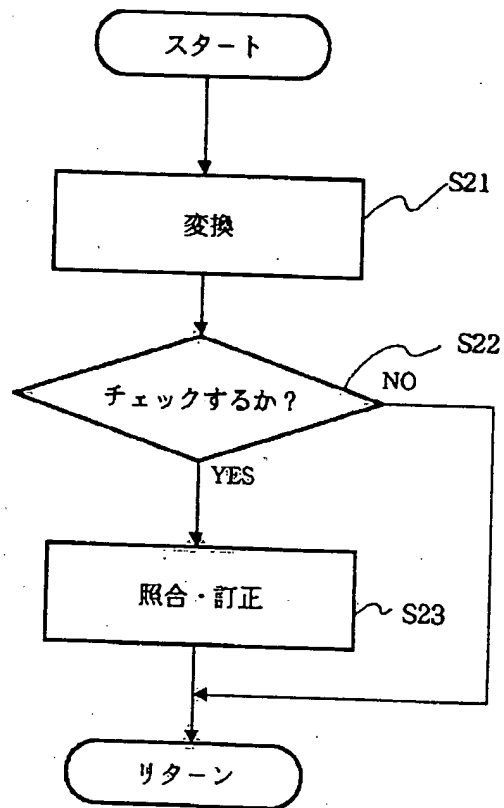 スタート
変換
S21
チェックするか?
S22
NO
YES
照合・訂正
S23
リターン